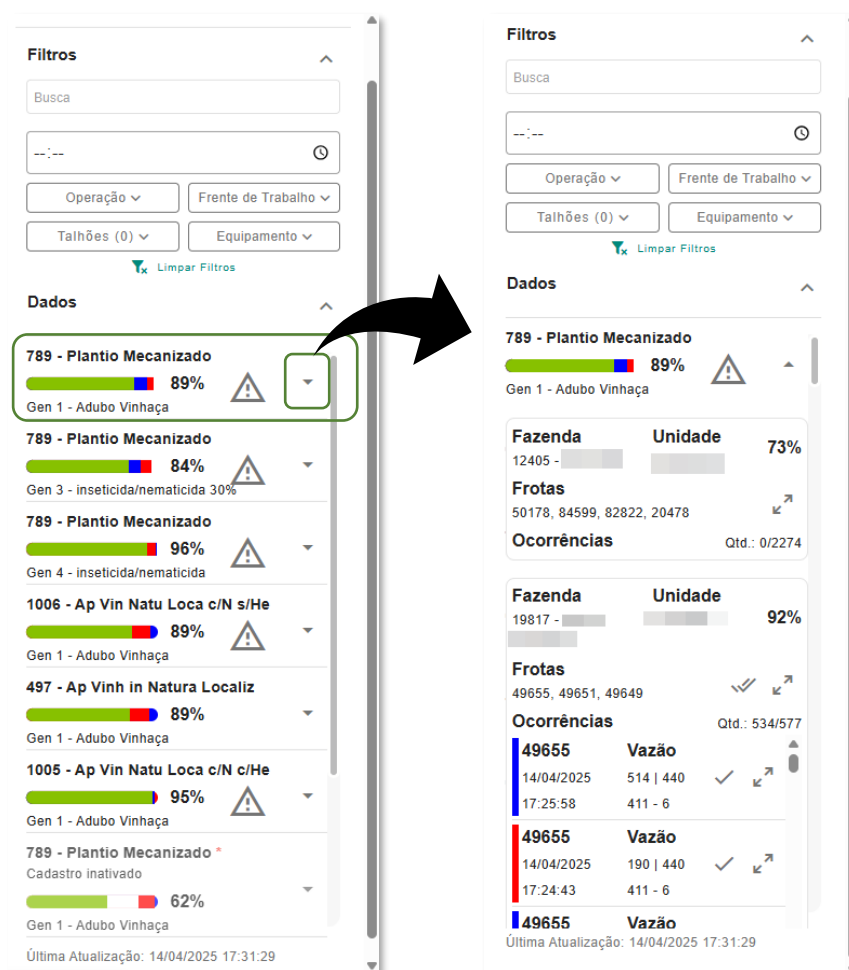 Filtros
Busca
--:--
Operação
Frente de Trabalho
Talhões (0)
Equipamento
Limpar Filtros
Dados
789 - Plantio Mecanizado
89%
Gen 1 - Adubo Vinhaça
789 - Plantio Mecanizado
84%
Gen 3 - inseticida/nematicida 30%
789 - Plantio Mecanizado
96%
Gen 4 - inseticida/nematicida
1006 - Ap Vin Natu Loca c/N s/He
89%
Gen 1 - Adubo Vinhaça
497 - Ap Vinh in Natura Localiz
89%
Gen 1 - Adubo Vinhaça
1005 - Ap Vin Natu Loca c/N c/He
95%
Gen 1 - Adubo Vinhaça
789 - Plantio Mecanizado *
Cadastro inativado
62%
Gen 1 - Adubo Vinhaça
Última Atualização: 14/04/2025 17:31:29
Filtros
Busca
--:--
Operação
Frente de Trabalho
Talhões (0)
Equipamento
Limpar Filtros
Dados
789 - Plantio Mecanizado
89%
Gen 1 - Adubo Vinhaça
Fazenda Unidade
73%
12405 -
Frotas
50178, 84599, 82822, 20478
Ocorrências Qtd.: 0/2274
Fazenda Unidade
92%
19817 -
Frotas
49655, 49651, 49649
Ocorrências Qtd.: 534/577
49655 Vazão
14/04/2025 514 | 440
17:25:58 411 - 6
49655 Vazão
14/04/2025 190 | 440
17:24:43 411 - 6
49655 Vazão
Última Atualização: 14/04/2025 17:31:29